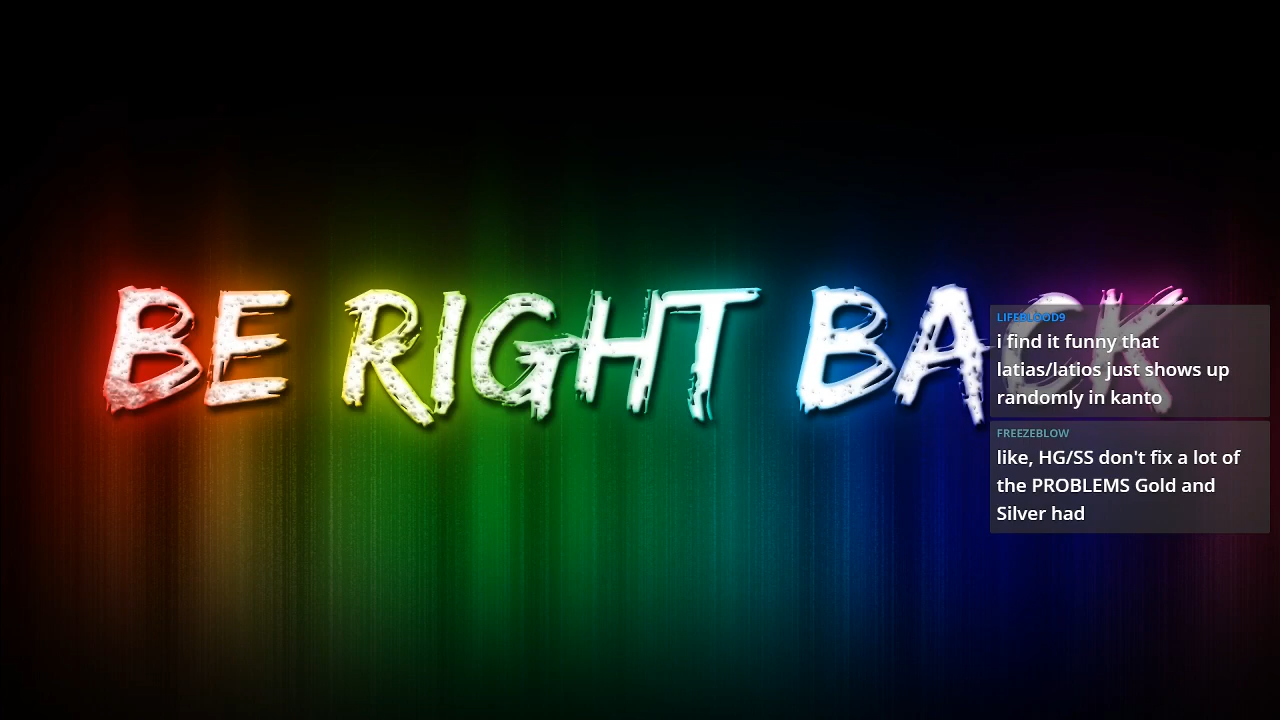 BE RIGHT BACK
LIFEBLOOD9
i find it funny that
latias/latios just shows up
randomly in kanto
FREEZEBLOW
like, HG/SS don't fix a lot of
the PROBLEMS Gold and
Silver had